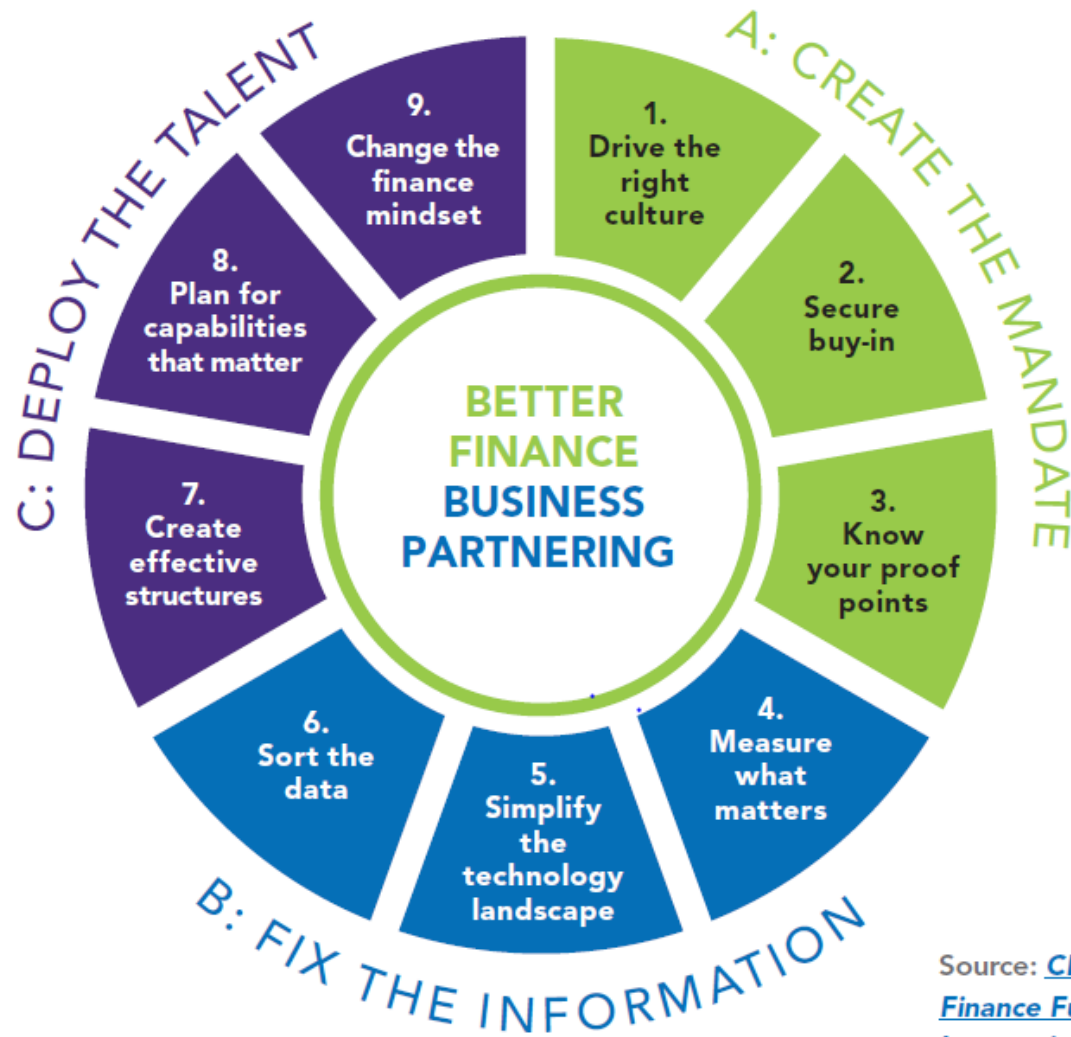 A: CREATE THE MANDATE
1.
Drive the
right
culture
2.
Secure
buy-in
3.
Know
your proof
points
B: FIX THE INFORMATION
4.
Measure
what
matters
5.
Simplify
the
technology
landscape
6.
Sort the
data
C: DEPLOY THE TALENT
7.
Create
effective
structures
8.
Plan for
capabilities
that matter
9.
Change the
finance
mindset
BETTER
FINANCE
BUSINESS
PARTNERING
Source:
Finance